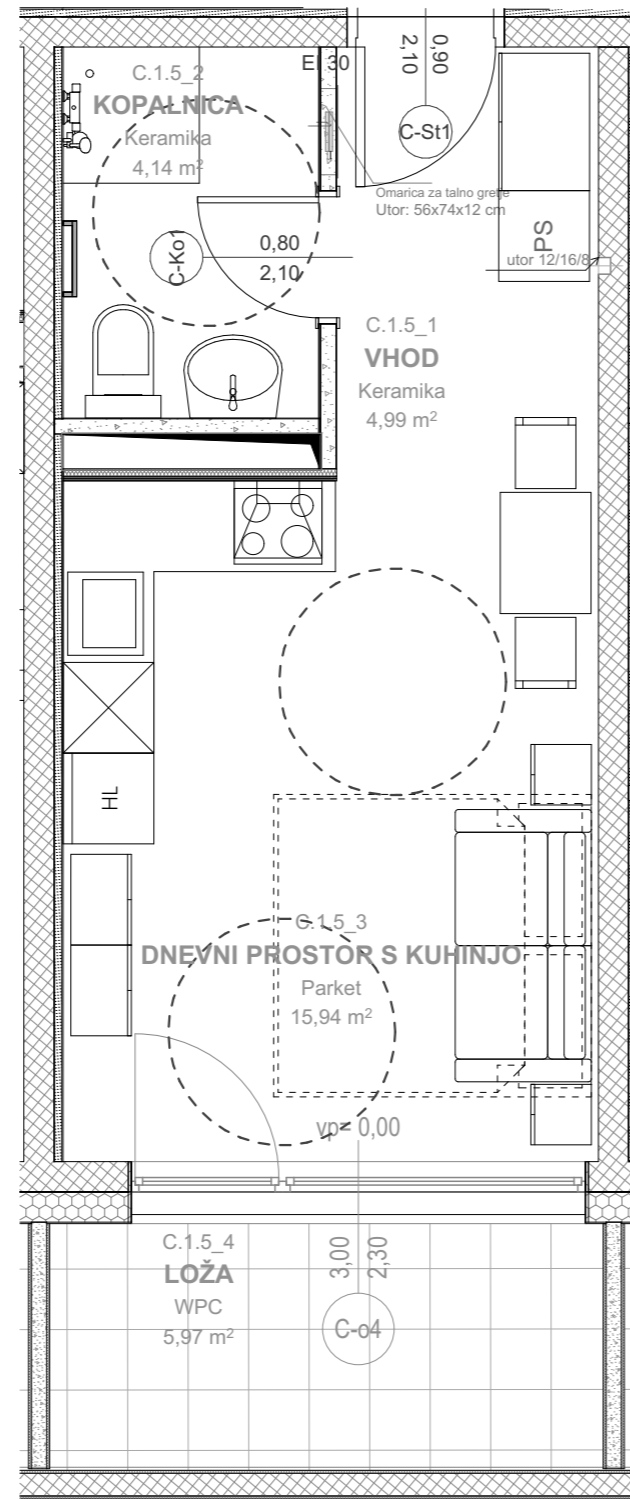 C.1.5_2
KOPALNICA
Keramika
4,14 m²
EI 30
0,90
2,10
C-St1
Omarica za talno gretje
Utor: 56x74x12 cm
C-Ko1
0,80
2,10
PS
utor 12/16/8
C.1.5_1
VHOD
Keramika
4,99 m²
HL
C.1.5_3
DNEVNI PROSTOR S KUHINJO
Parket
15,94 m²
vp= 0,00
C.1.5_4
LOŽA
WPC
5,97 m²
3,00
2,30
C-o4